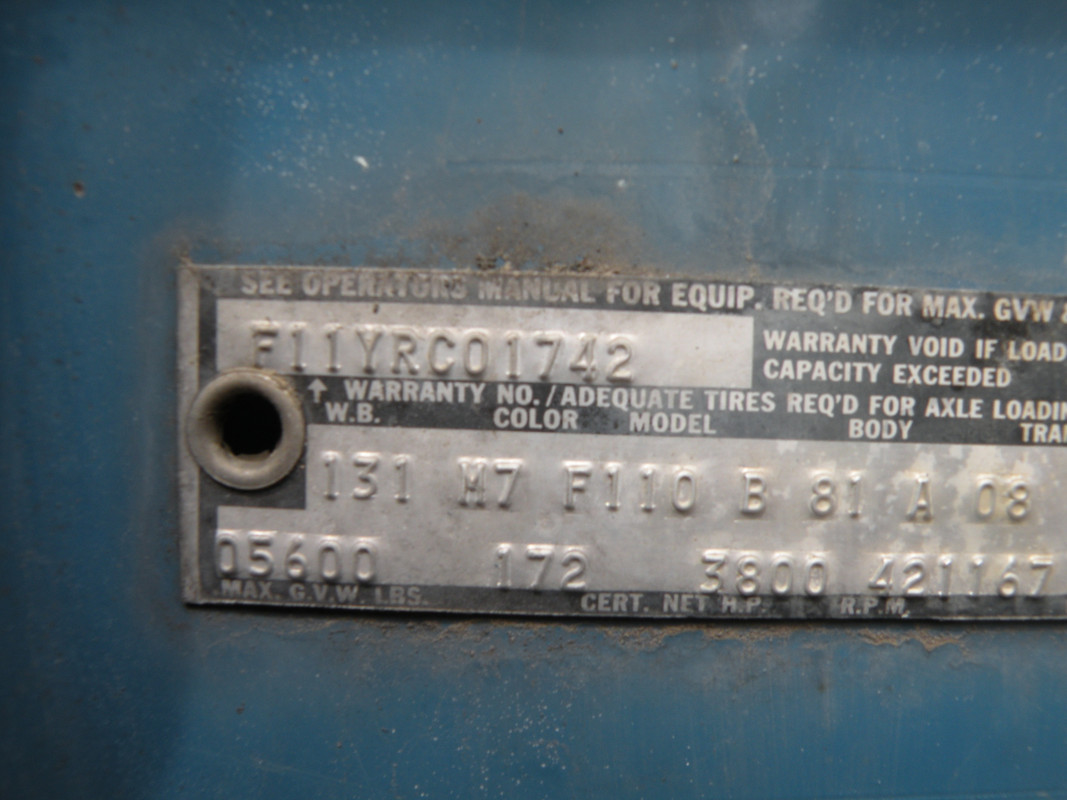 SEE OPERATORS MANUAL FOR EQUIP. REQ'D FOR MAX. GVW &
F11YRC01742
WARRANTY VOID IF LOAD
CAPACITY EXCEEDED
↑ WARRANTY NO./ADEQUATE TIRES REQ'D FOR AXLE LOADIN
W.B. COLOR MODEL BODY TRA
131 M7 F110 B 81 A 08
05600 172 3800 421167
MAX. G.V.W. LBS. CERT. NET H.P. R.P.M.